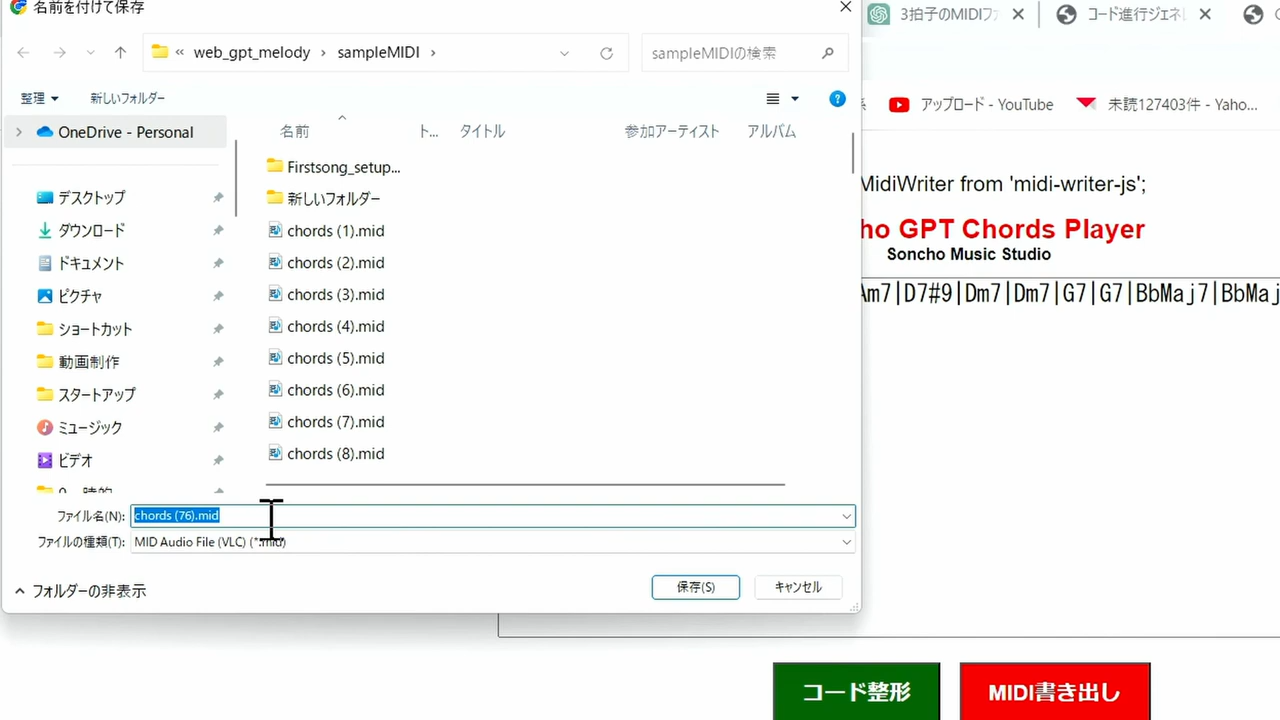 名前を付けて保存
3拍子のMIDIファ
コード進行ジェネレ
web_gpt_melody
sampleMIDI
sampleMIDIの検索
整理
新しいフォルダー
アップロード - YouTube
未読127403件 - Yaho...
OneDrive - Personal
名前
ト...
タイトル
参加アーティスト
アルバム
デスクトップ
ダウンロード
ドキュメント
ピクチャ
ショートカット
動画制作
スタートアップ
ミュージック
ビデオ
Firstsong_setup...
新しいフォルダー
chords (1).mid
chords (2).mid
chords (3).mid
chords (4).mid
chords (5).mid
chords (6).mid
chords (7).mid
chords (8).mid
MidiWriter from 'midi-writer-js';
ho GPT Chords Player
Soncho Music Studio
Am7|D7#9|Dm7|Dm7|G7|G7|BbMaj7|BbMaj
ファイル名(N):
chords (76).mid
ファイルの種類(T):
MID Audio File (VLC) (*.mid)
フォルダーの非表示
保存(S)
キャンセル
コード整形
MIDI書き出し